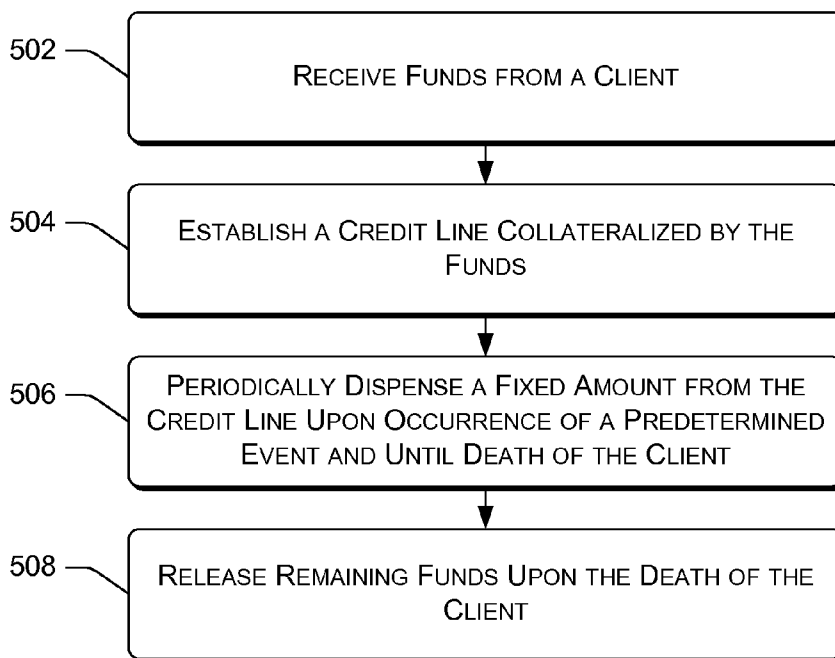 502
RECEIVE FUNDS FROM A CLIENT
504
ESTABLISH A CREDIT LINE COLLATERALIZED BY THE
FUNDS
506
PERIODICALLY DISPENSE A FIXED AMOUNT FROM THE
CREDIT LINE UPON OCCURRENCE OF A PREDETERMINED
EVENT AND UNTIL DEATH OF THE CLIENT
508
RELEASE REMAINING FUNDS UPON THE DEATH OF THE
CLIENT